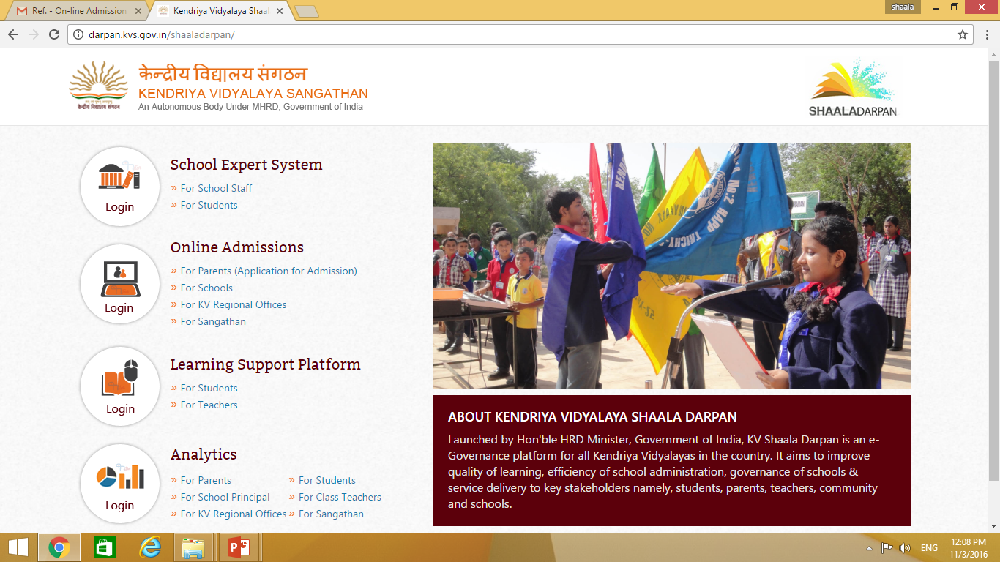 Ref. - On-line Admission
Kendriya Vidyalaya Shaal
shaala
darpan.kvs.gov.in/shaaladarpan/
केन्द्रीय विद्यालय संगठन
KENDRIYA VIDYALAYA SANGATHAN
An Autonomous Body Under MHRD, Government of India
केन्द्रीय विद्यालय संगठन
SHAALADARPAN
School Expert System
» For School Staff
» For Students
Login
Online Admissions
» For Parents (Application for Admission)
» For Schools
» For KV Regional Offices
» For Sangathan
Login
Learning Support Platform
» For Students
» For Teachers
Login
Analytics
» For Parents » For Students
» For School Principal » For Class Teachers
» For KV Regional Offices » For Sangathan
Login
KENDRI
No:2 HAPP
TRICHY-
ABOUT KENDRIYA VIDYALAYA SHAALA DARPAN
Launched by Hon'ble HRD Minister, Government of India, KV Shaala Darpan is an e-
Governance platform for all Kendriya Vidyalayas in the country. It aims to improve
quality of learning, efficiency of school administration, governance of schools &
service delivery to key stakeholders namely, students, parents, teachers, community
and schools.
ENG
12:08 PM
11/3/2016